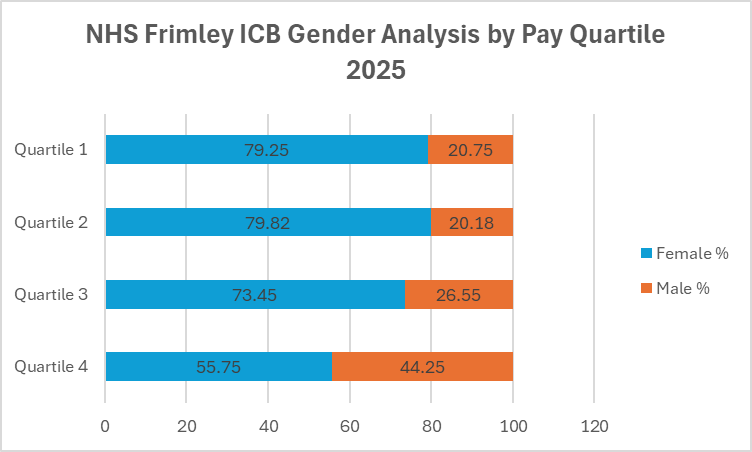 NHS Frimley ICB Gender Analysis by Pay Quartile
2025
Quartile 1
79.25
20.75
Quartile 2
79.82
20.18
Quartile 3
73.45
26.55
Quartile 4
55.75
44.25
0
20
40
60
80
100
120
Female %
Male %